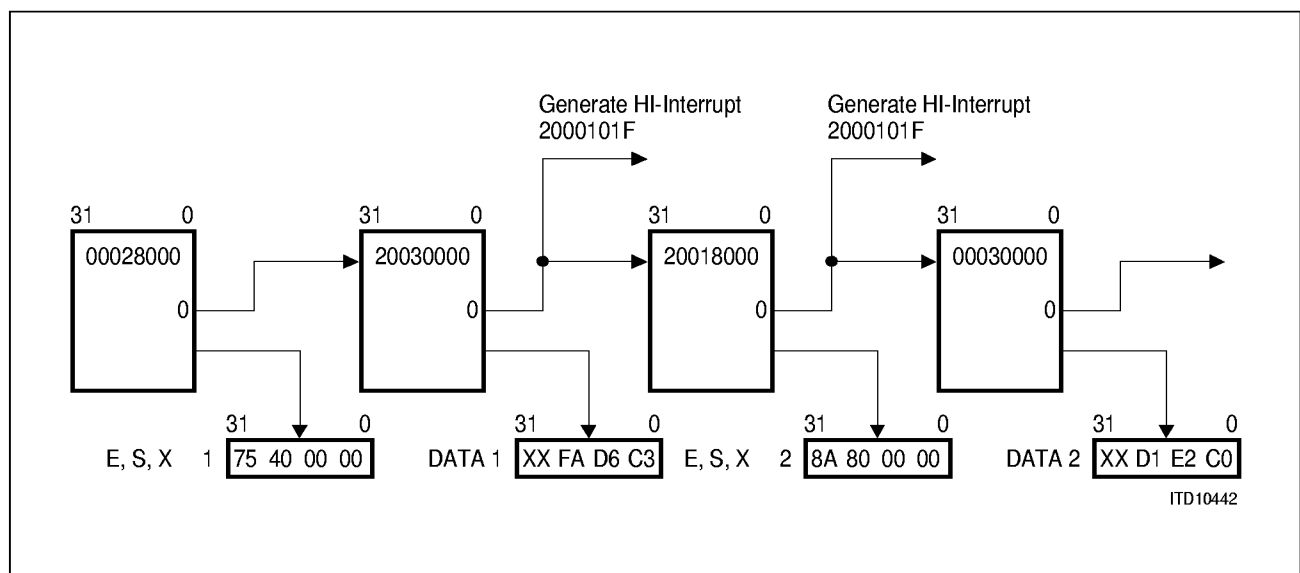 Generate HI-Interrupt
2000101F
Generate HI-Interrupt
2000101F
31 0
31 0
31 0
31 0
00028000
20030000
20018000
00030000
0
0
0
0
31 0
31 0
31 0
31 0
E, S, X 1 75 40 00 00
DATA 1 XX FA D6 C3
E, S, X 2 8A 80 00 00
DATA 2 XX D1 E2 C0
ITD10442